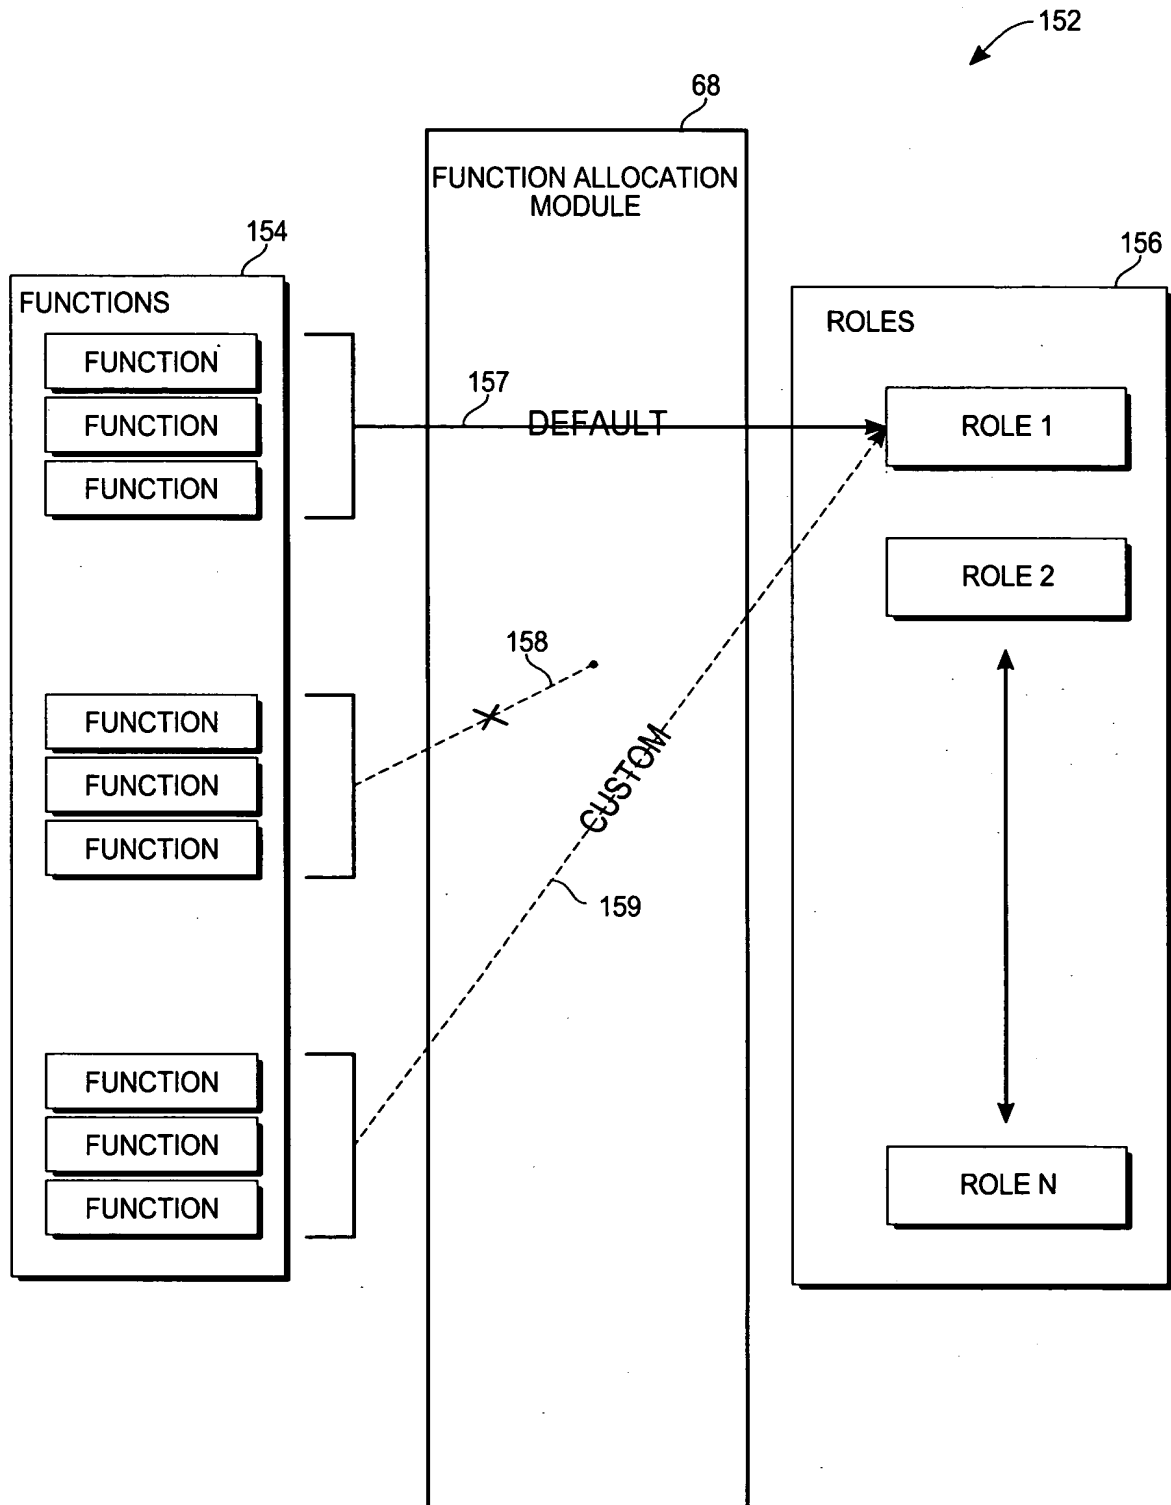 152
68
FUNCTION ALLOCATION
MODULE
154
156
FUNCTIONS
ROLES
FUNCTION
FUNCTION
FUNCTION
157
DEFAULT
ROLE 1
ROLE 2
158
FUNCTION
FUNCTION
FUNCTION
CUSTOM
159
FUNCTION
FUNCTION
FUNCTION
ROLE N